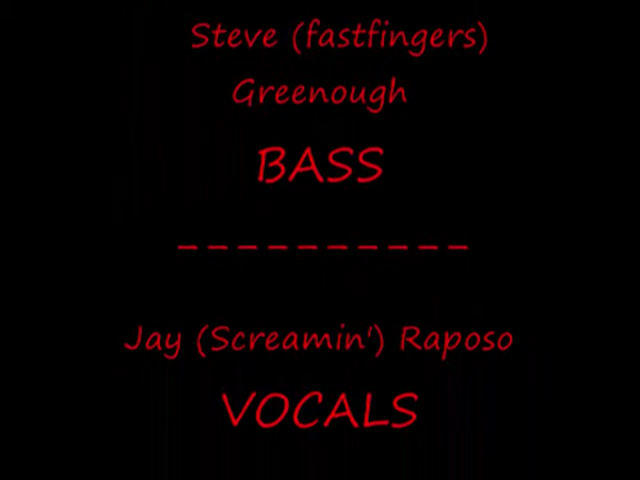 Steve (fastfingers)
Greenough
BASS
----------
Jay (Screamin') Raposo
VOCALS